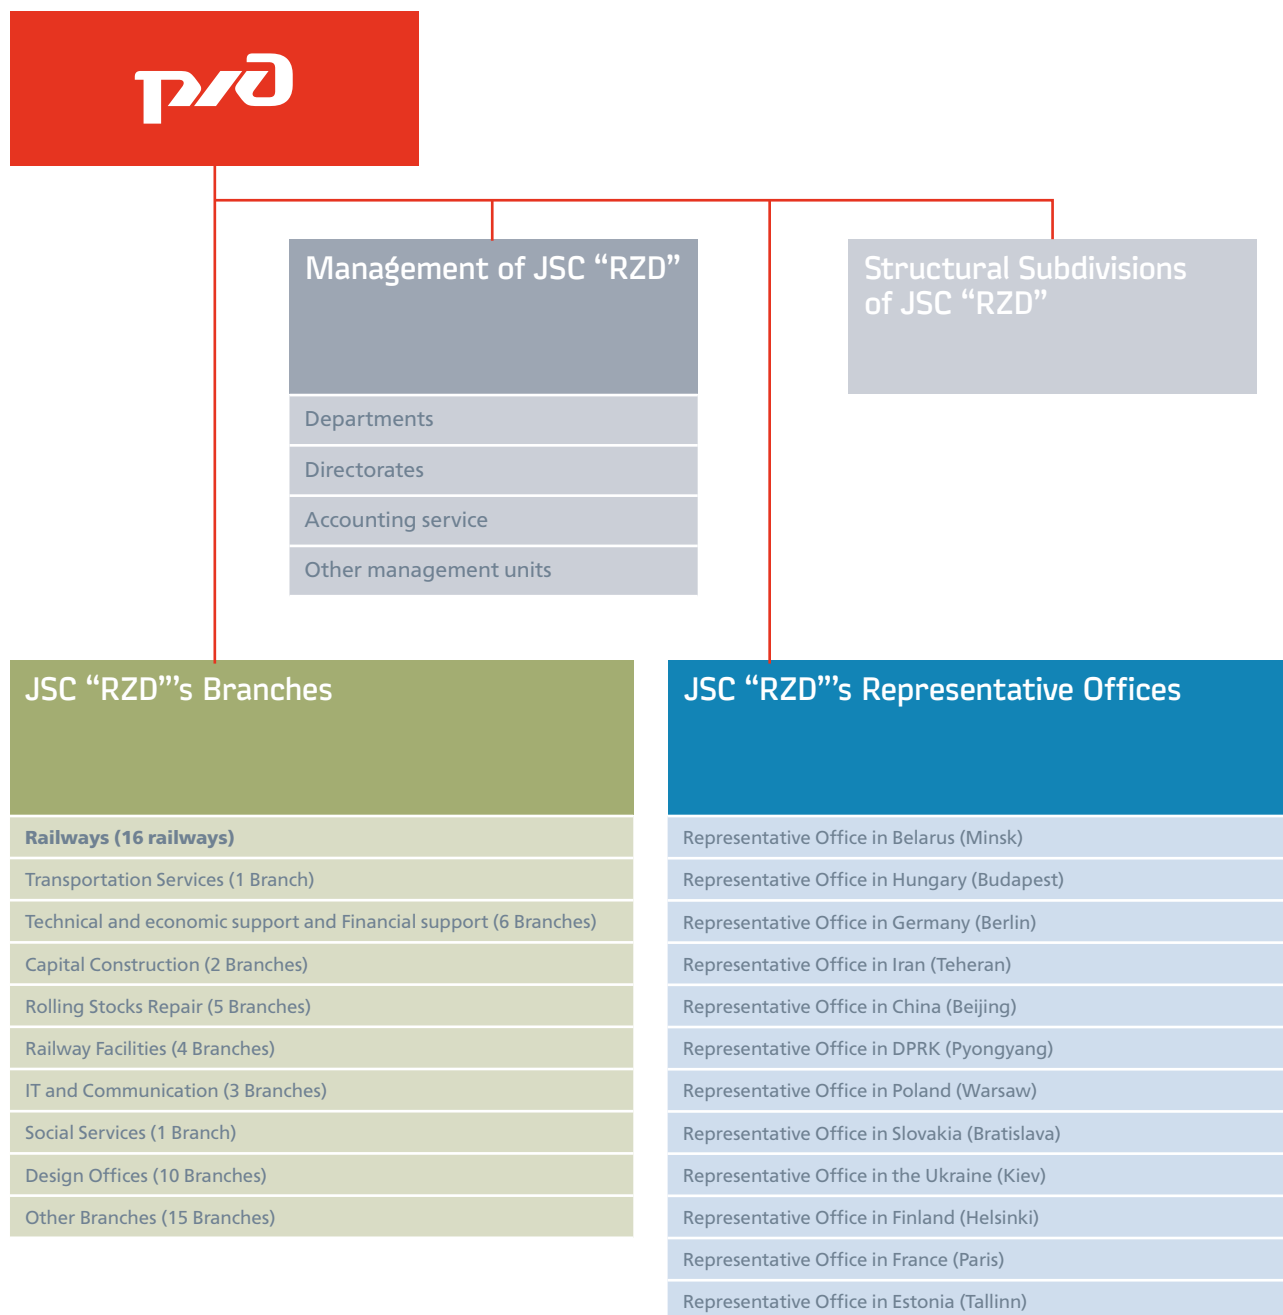 ржд
Management of JSC “RZD”
Departments
Directorates
Accounting service
Other management units
Structural Subdivisions
of JSC “RZD”
JSC “RZD”’s Branches
Railways (16 railways)
Transportation Services (1 Branch)
Technical and economic support and Financial support (6 Branches)
Capital Construction (2 Branches)
Rolling Stocks Repair (5 Branches)
Railway Facilities (4 Branches)
IT and Communication (3 Branches)
Social Services (1 Branch)
Design Offices (10 Branches)
Other Branches (15 Branches)
JSC “RZD”’s Representative Offices
Representative Office in Belarus (Minsk)
Representative Office in Hungary (Budapest)
Representative Office in Germany (Berlin)
Representative Office in Iran (Teheran)
Representative Office in China (Beijing)
Representative Office in DPRK (Pyongyang)
Representative Office in Poland (Warsaw)
Representative Office in Slovakia (Bratislava)
Representative Office in the Ukraine (Kiev)
Representative Office in Finland (Helsinki)
Representative Office in France (Paris)
Representative Office in Estonia (Tallinn)